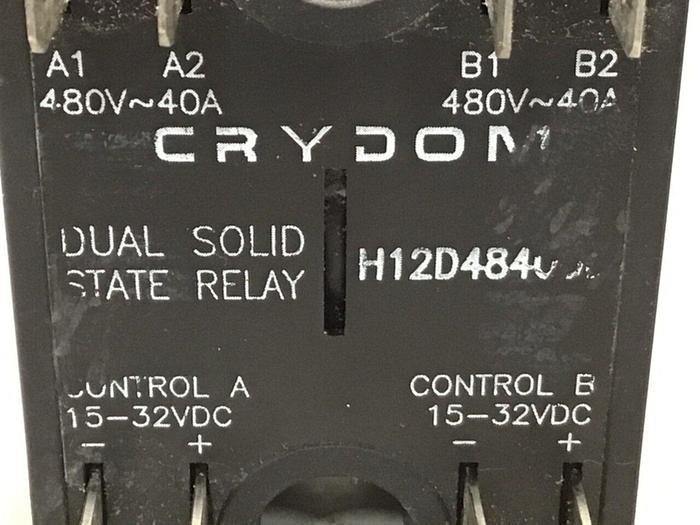 A1 A2 B1 B2
480V~40A 480V~40A
CRYDOM
DUAL SOLID
STATE RELAY
CONTROL A CONTROL B
15-32VDC 15-32VDC
- + - +